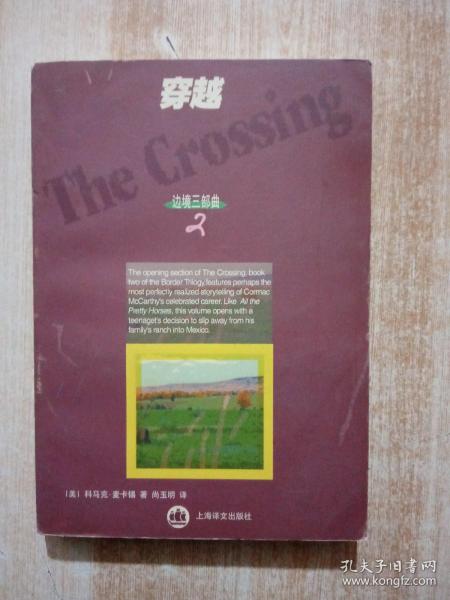 穿越
The Crossing
边境三部曲
2
The opening section of The Crossing, book
two of the Border Trilogy,features perhaps the
most perfectly realized storytelling of Cormac
McCarthy's celebrated career. Like All the
Pretty Horses, this volume opens with a
teenager's decision to slip away from his
family's ranch into Mexico.
〔美〕科马克·麦卡锡 著 尚玉明 译
上海译文出版社
孔夫子旧书网
www.kongfz.com